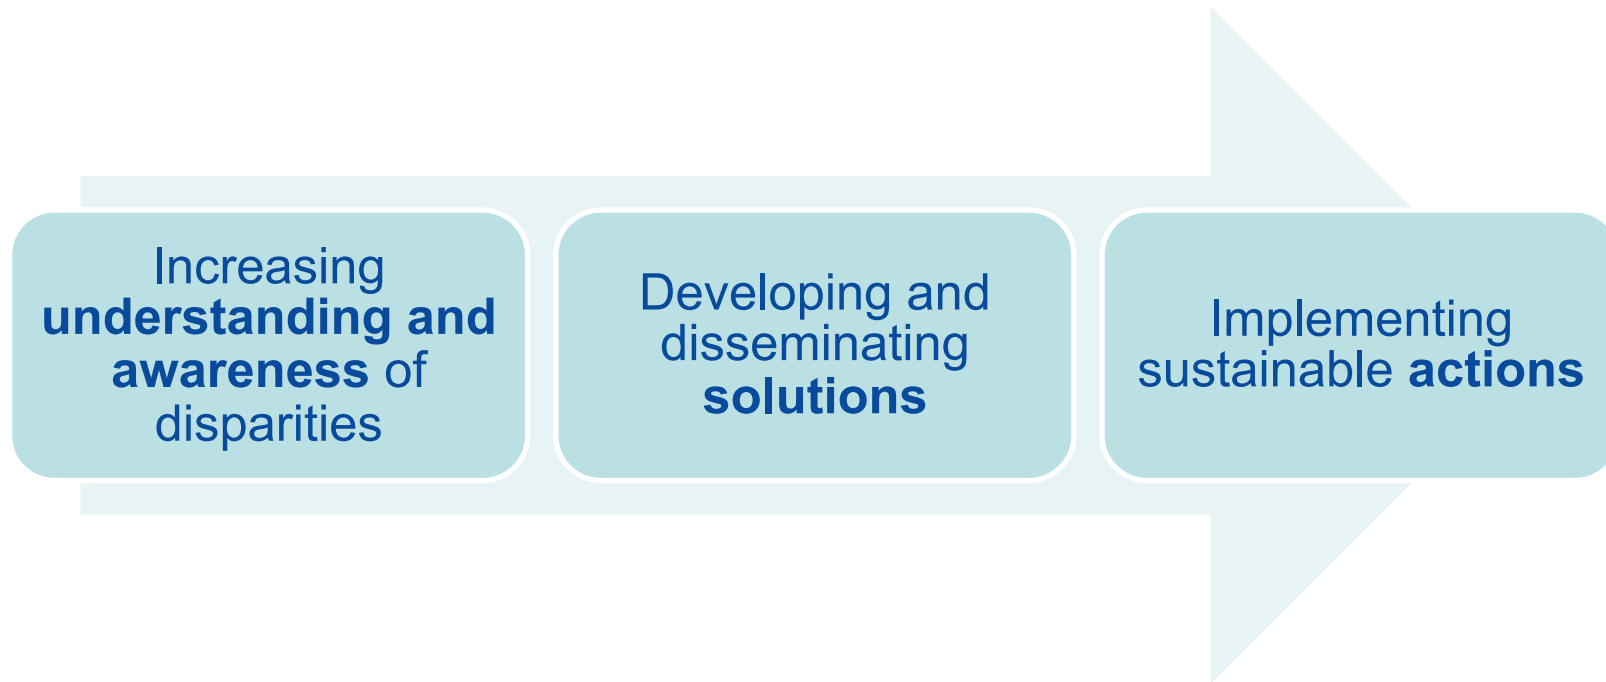 Increasing
understanding and
awareness of
disparities
Developing and
disseminating
solutions
Implementing
sustainable actions